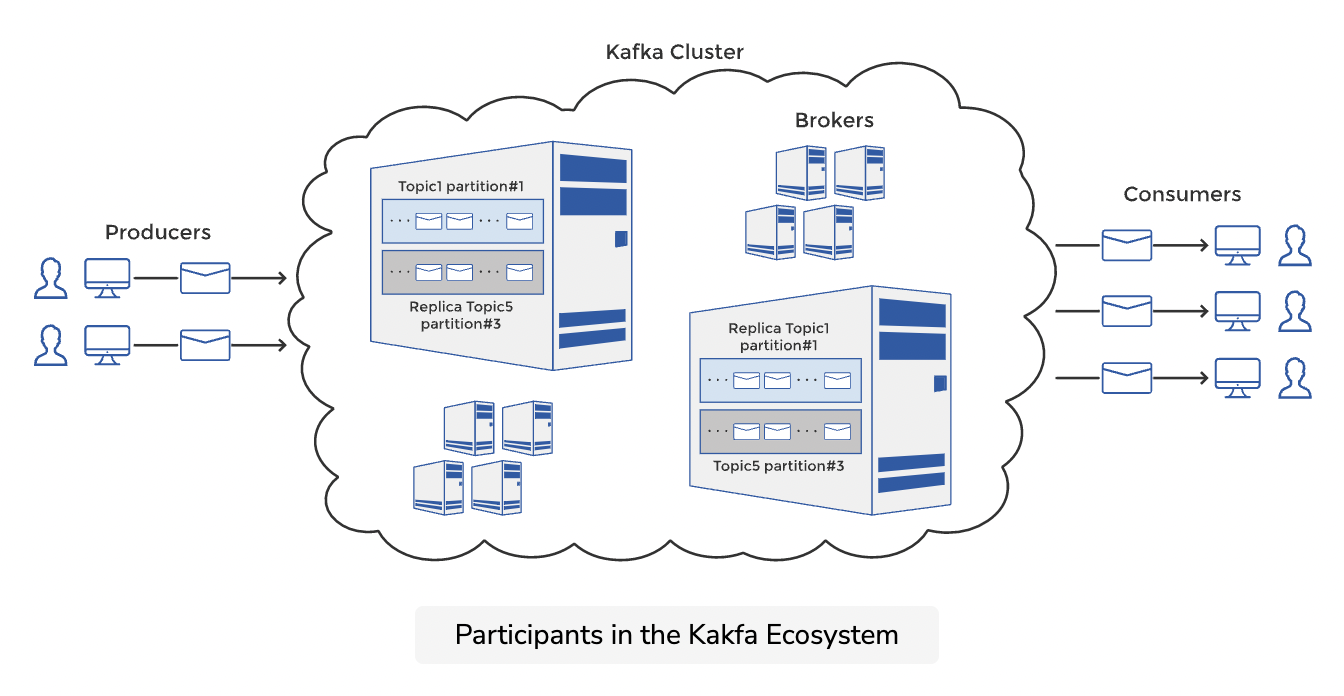 Kafka Cluster
Brokers
Producers
Consumers
Topic1 partition#1
Replica Topic5
partition#3
Replica Topic1
partition#1
Topic5 partition#3
Participants in the Kakfa Ecosystem